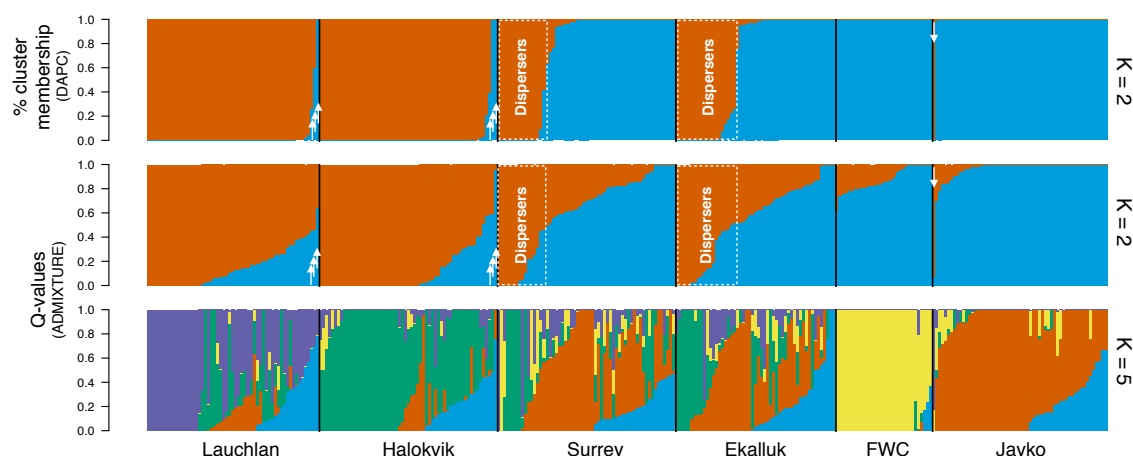 1.0
0.8
0.6
0.4
0.2
0.0
% cluster
membership
(DAPC)
Dispersers
Dispersers
K = 2
1.0
0.8
0.6
0.4
0.2
0.0
Q-values
(ADMIXTURE)
Dispersers
Dispersers
K = 2
1.0
0.8
0.6
0.4
0.2
0.0
K = 5
Lauchlan Halokvik Surrey Ekalluk FWC Jayko